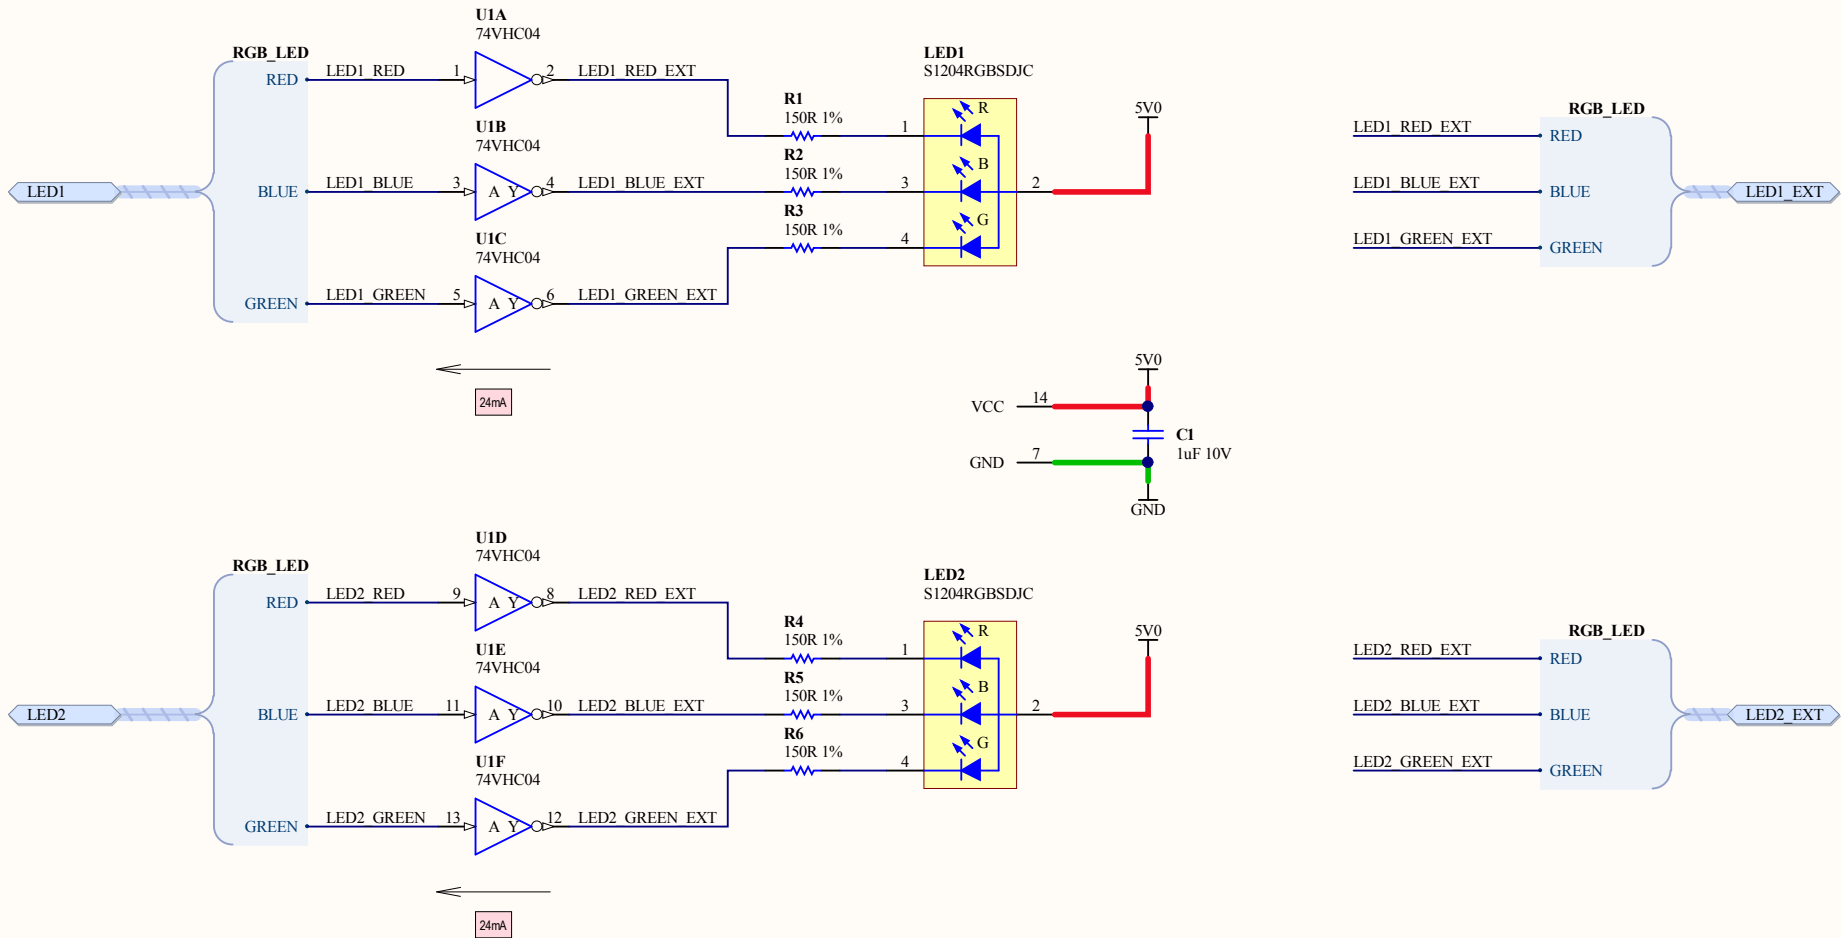 U1A
74VHC04
RGB_LED
RED
LED1_RED
1
2
LED1_RED_EXT
LED1
S1204RGBSDJC
R1
150R 1%
1
R
5V0
RGB_LED
LED1_RED_EXT
RED
U1B
74VHC04
R2
150R 1%
LED1
BLUE
LED1_BLUE
3
A Y
4
LED1_BLUE_EXT
3
B
2
LED1_BLUE_EXT
BLUE
LED1_EXT
U1C
74VHC04
R3
150R 1%
4
G
LED1_GREEN_EXT
GREEN
GREEN
LED1_GREEN
5
A Y
6
LED1_GREEN_EXT
24mA
5V0
VCC
14
C1
1uF 10V
GND
7
GND
U1D
74VHC04
RGB_LED
RED
LED2_RED
9
A Y
8
LED2_RED_EXT
LED2
S1204RGBSDJC
R4
150R 1%
1
R
5V0
RGB_LED
LED2_RED_EXT
RED
U1E
74VHC04
R5
150R 1%
LED2
BLUE
LED2_BLUE
11
A Y
10
LED2_BLUE_EXT
3
B
2
LED2_BLUE_EXT
BLUE
LED2_EXT
U1F
74VHC04
R6
150R 1%
4
G
LED2_GREEN_EXT
GREEN
GREEN
LED2_GREEN
13
A Y
12
LED2_GREEN_EXT
24mA